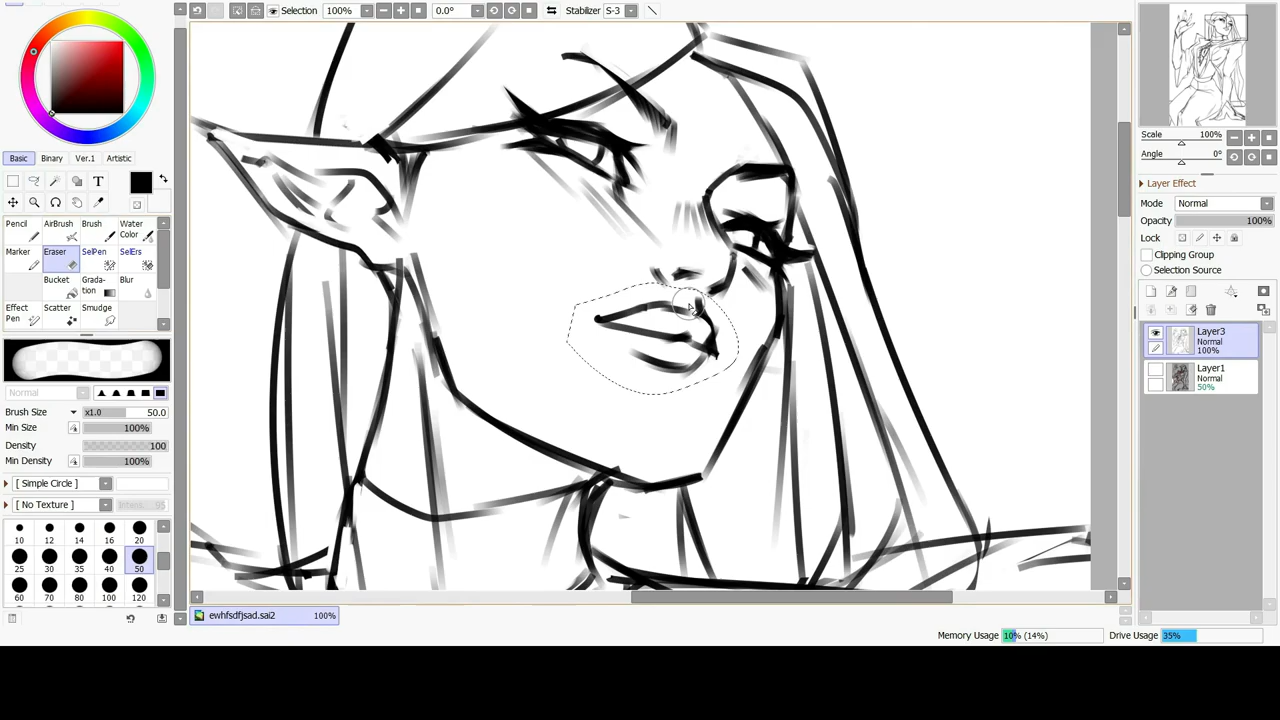 Selection 100% 0.0° Stabilizer S-3
Basic Binary Ver.1 Artistic
T
Pencil AirBrush Brush Water Color
Marker Eraser SelPen SelErs
Bucket Gradation Blur
Effect Pen Scatter Smudge
Normal
Brush Size x1.0 50.0
Min Size 100%
Density 100
Min Density 100%
[ Simple Circle ]
[ No Texture ] Intens. 95
10 12 14 16 20
25 30 35 40 50
60 70 80 100 120
ewhfsdfjsad.sai2 100%
Memory Usage 10% (14%) Drive Usage 35%
Scale 100%
Angle 0°
Layer Effect
Mode Normal
Opacity 100%
Lock
Clipping Group
Selection Source
Layer3
Normal
100%
Layer1
Normal
50%